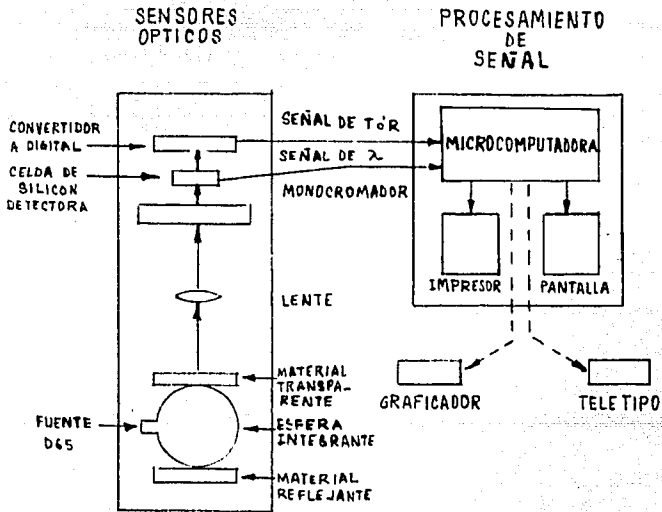 SENSORES
OPTICOS
PROCESAMIENTO
DE
SEÑAL
CONVERTIDOR
A DIGITAL
CELDA DE
SILICON
DETECTORA
SEÑAL DE T ó R
SEÑAL DE λ
MONOCROMADOR
MICROCOMPUTADORA
IMPRESOR
PANTALLA
LENTE
MATERIAL
TRANSPA-
RENTE
GRAFICADOR
TELETIPO
FUENTE
D65
ESFERA
INTEGRANTE
MATERIAL
REFLEJANTE